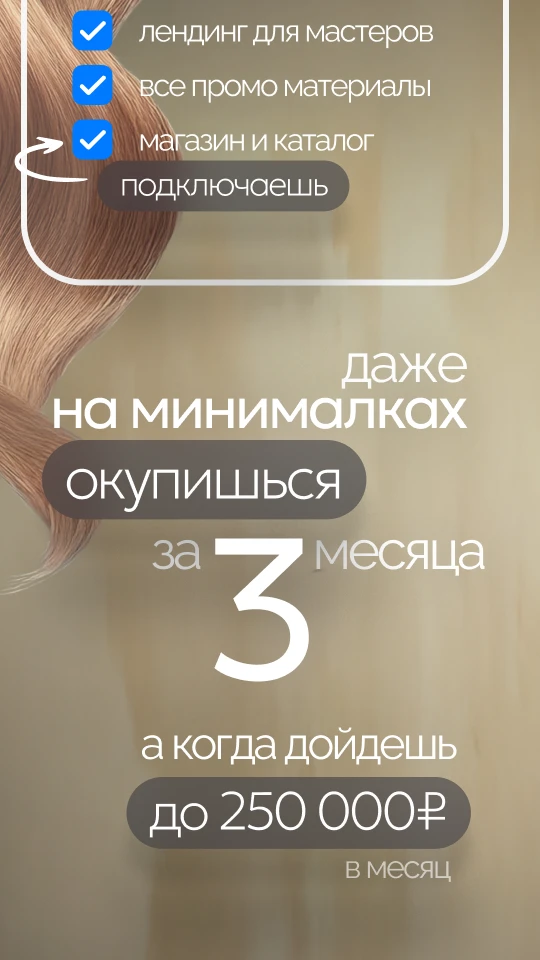 лендинг для мастеров
все промо материалы
магазин и каталог
подключаешь
даже
на минималках
окупишься
за 3 месяца
а когда дойдешь
до 250 000₽
в месяц